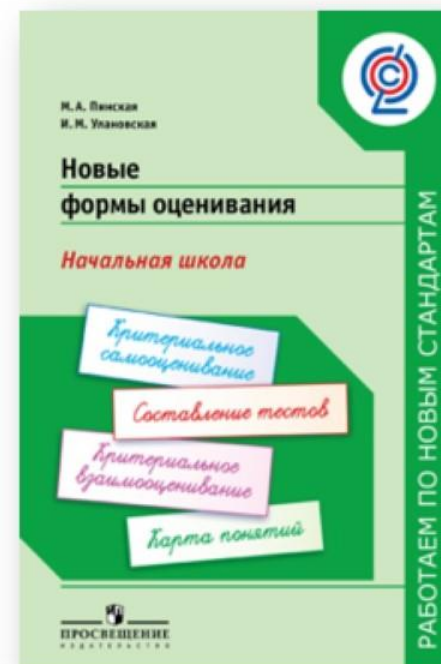 М. А. Пинская
И. М. Улановская
Новые
формы оценивания
Начальная школа
Критериальное
самооценивание
Составление тестов
Критериальное
взаимооценивание
Карта понятий
ПРОСВЕЩЕНИЕ
ИЗДАТЕЛЬСТВО
РАБОТАЕМ ПО НОВЫМ СТАНДАРТАМ